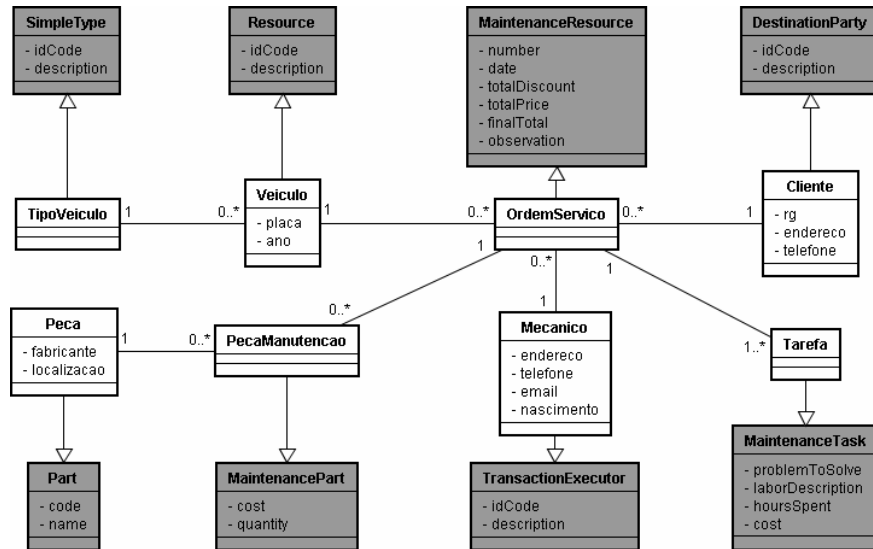 SimpleType
- idCode
- description
Resource
- idCode
- description
MaintenanceResource
- number
- date
- totalDiscount
- totalPrice
- finalTotal
- observation
DestinationParty
- idCode
- description
TipoVeiculo
1
0..*
Veiculo
- placa
- ano
1
0..*
OrdemServico
0..*
1
Cliente
- rg
- endereco
- telefone
1
0..*
1
Peca
- fabricante
- localizacao
1
0..*
0..*
PecaManutencao
1
Mecanico
- endereco
- telefone
- email
- nascimento
1..*
Tarefa
Part
- code
- name
MaintenancePart
- cost
- quantity
TransactionExecutor
- idCode
- description
MaintenanceTask
- problemToSolve
- laborDescription
- hoursSpent
- cost